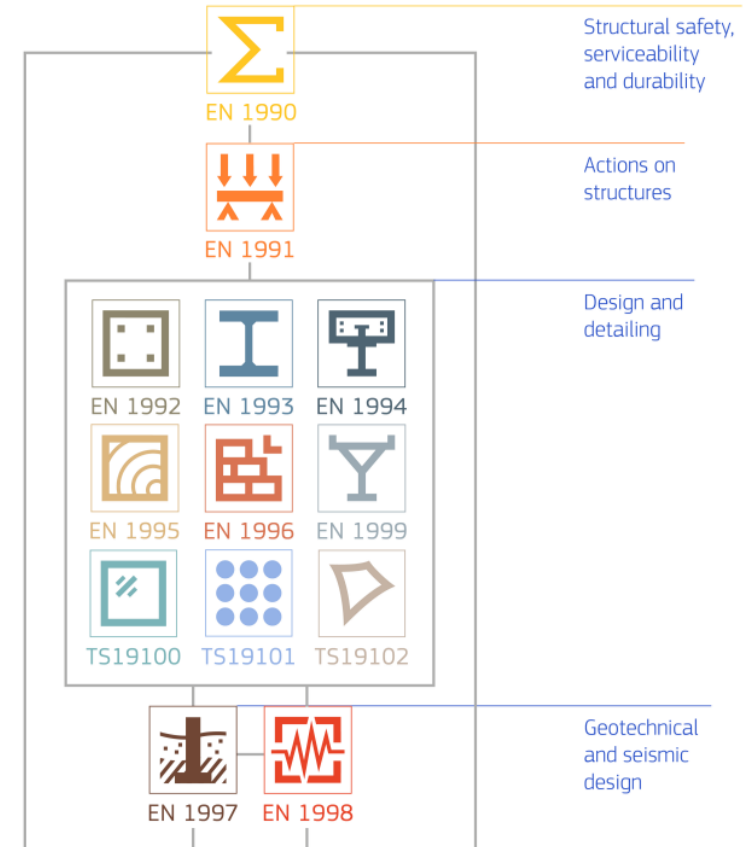 Structural safety,
serviceability
and durability
EN 1990
Actions on
structures
EN 1991
Design and
detailing
EN 1992 EN 1993 EN 1994
EN 1995 EN 1996 EN 1999
TS19100 TS19101 TS19102
Geotechnical
and seismic
design
EN 1997 EN 1998